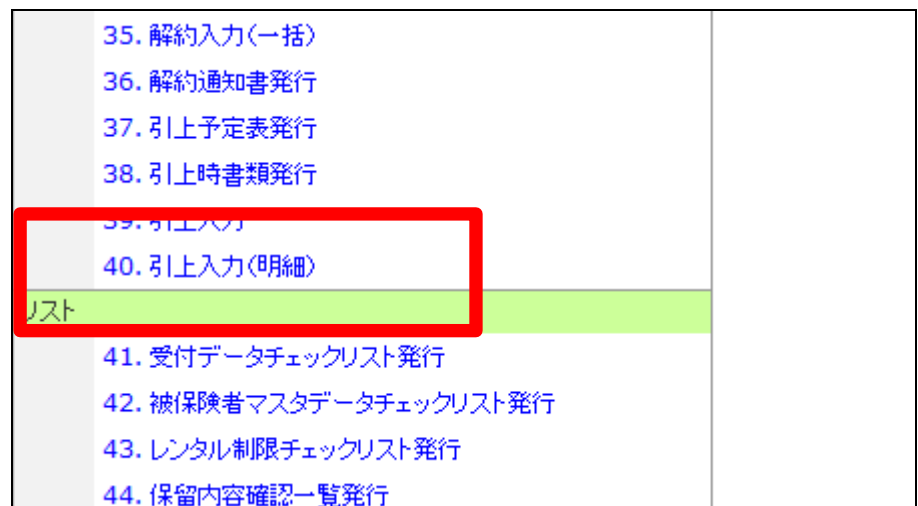 35. 解約入力(一括)
36. 解約通知書発行
37. 引上予定表発行
38. 引上時書類発行
39. 引上入力
40. 引上入力(明細)
リスト
41. 受付データチェックリスト発行
42. 被保険者マスタデータチェックリスト発行
43. レンタル制限チェックリスト発行
44. 保留内容確認一覧発行